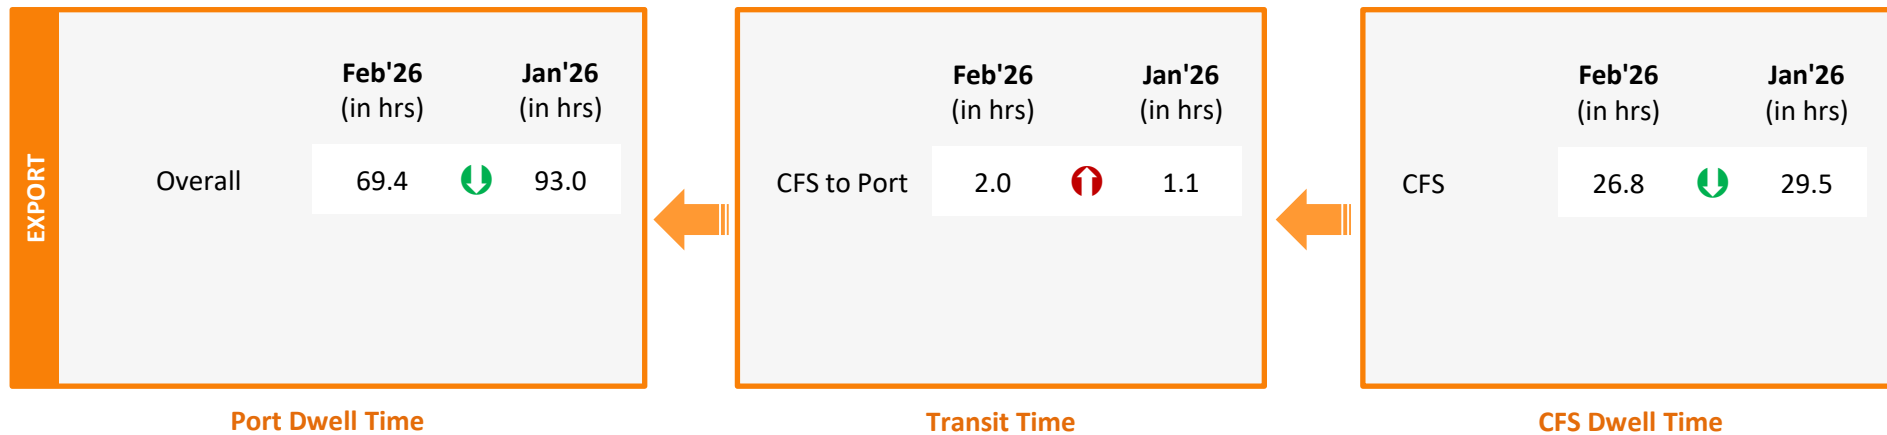 EXPORT
Feb'26 Jan'26
(in hrs) (in hrs)
Overall 69.4 93.0
Port Dwell Time
Feb'26 Jan'26
(in hrs) (in hrs)
CFS to Port 2.0 1.1
Transit Time
Feb'26 Jan'26
(in hrs) (in hrs)
CFS 26.8 29.5
CFS Dwell Time